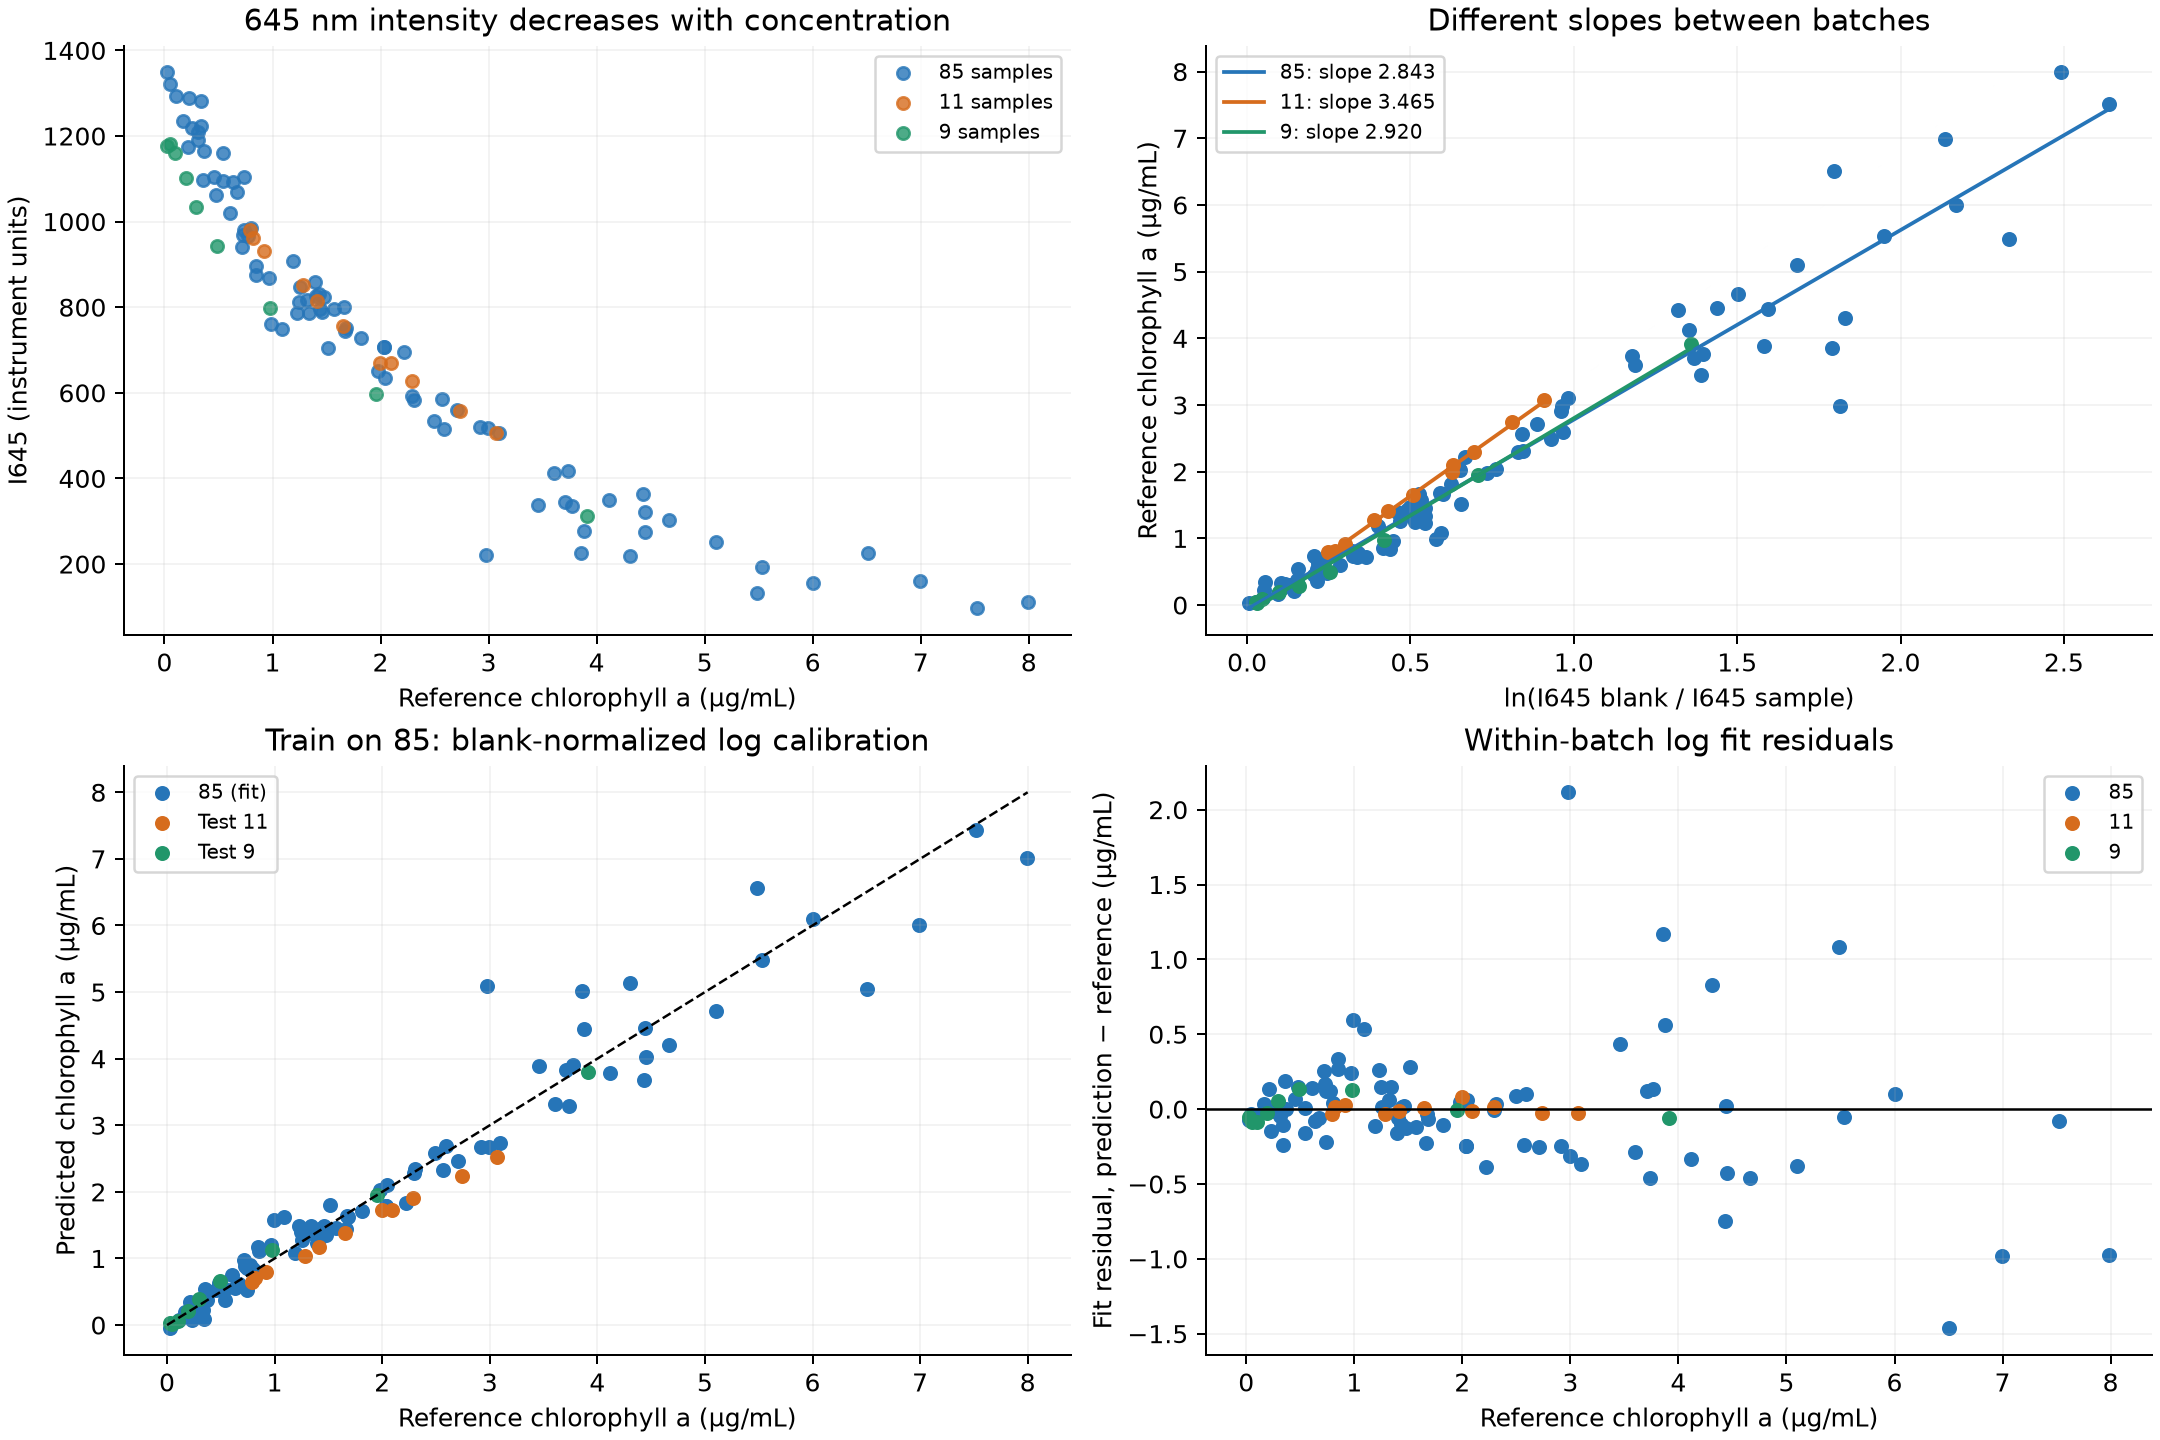 645 nm intensity decreases with concentration
I645 (instrument units)
1400
1200
1000
800
600
400
200
85 samples
11 samples
9 samples
0 1 2 3 4 5 6 7 8
Reference chlorophyll a (µg/mL)
Different slopes between batches
Reference chlorophyll a (µg/mL)
8
7
6
5
4
3
2
1
0
85: slope 2.843
11: slope 3.465
9: slope 2.920
0.0 0.5 1.0 1.5 2.0 2.5
ln(I645 blank / I645 sample)
Train on 85: blank-normalized log calibration
Predicted chlorophyll a (µg/mL)
8
7
6
5
4
3
2
1
0
85 (fit)
Test 11
Test 9
0 1 2 3 4 5 6 7 8
Reference chlorophyll a (µg/mL)
Within-batch log fit residuals
Fit residual, prediction − reference (µg/mL)
2.0
1.5
1.0
0.5
0.0
−0.5
−1.0
−1.5
85
11
9
0 1 2 3 4 5 6 7 8
Reference chlorophyll a (µg/mL)